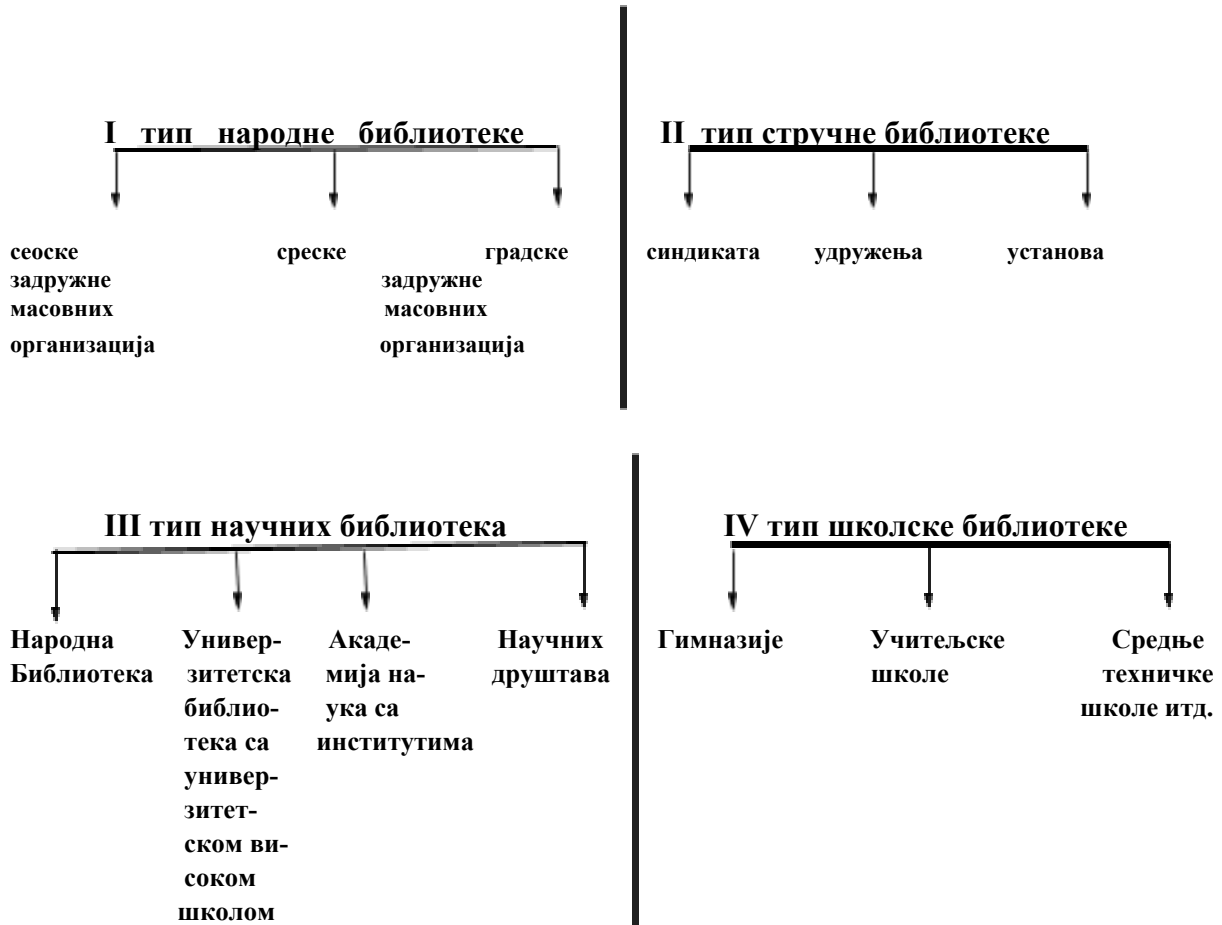 I тип народне библиотеке
сеоске среске градске
задружне задружне
масовних масовних
организација организација
II тип стручне библиотеке
синдиката удружења установа
III тип научних библиотека
Народна
Библиотека
Универ-
зитетска
библио-
тека са
универ-
зитет-
ском ви-
соком
школом
Акаде-
мија на-
ука са
институтима
Научних
друштава
IV тип школске библиотеке
Гимназије
Учитељске
школе
Средње
техничке
школе итд.